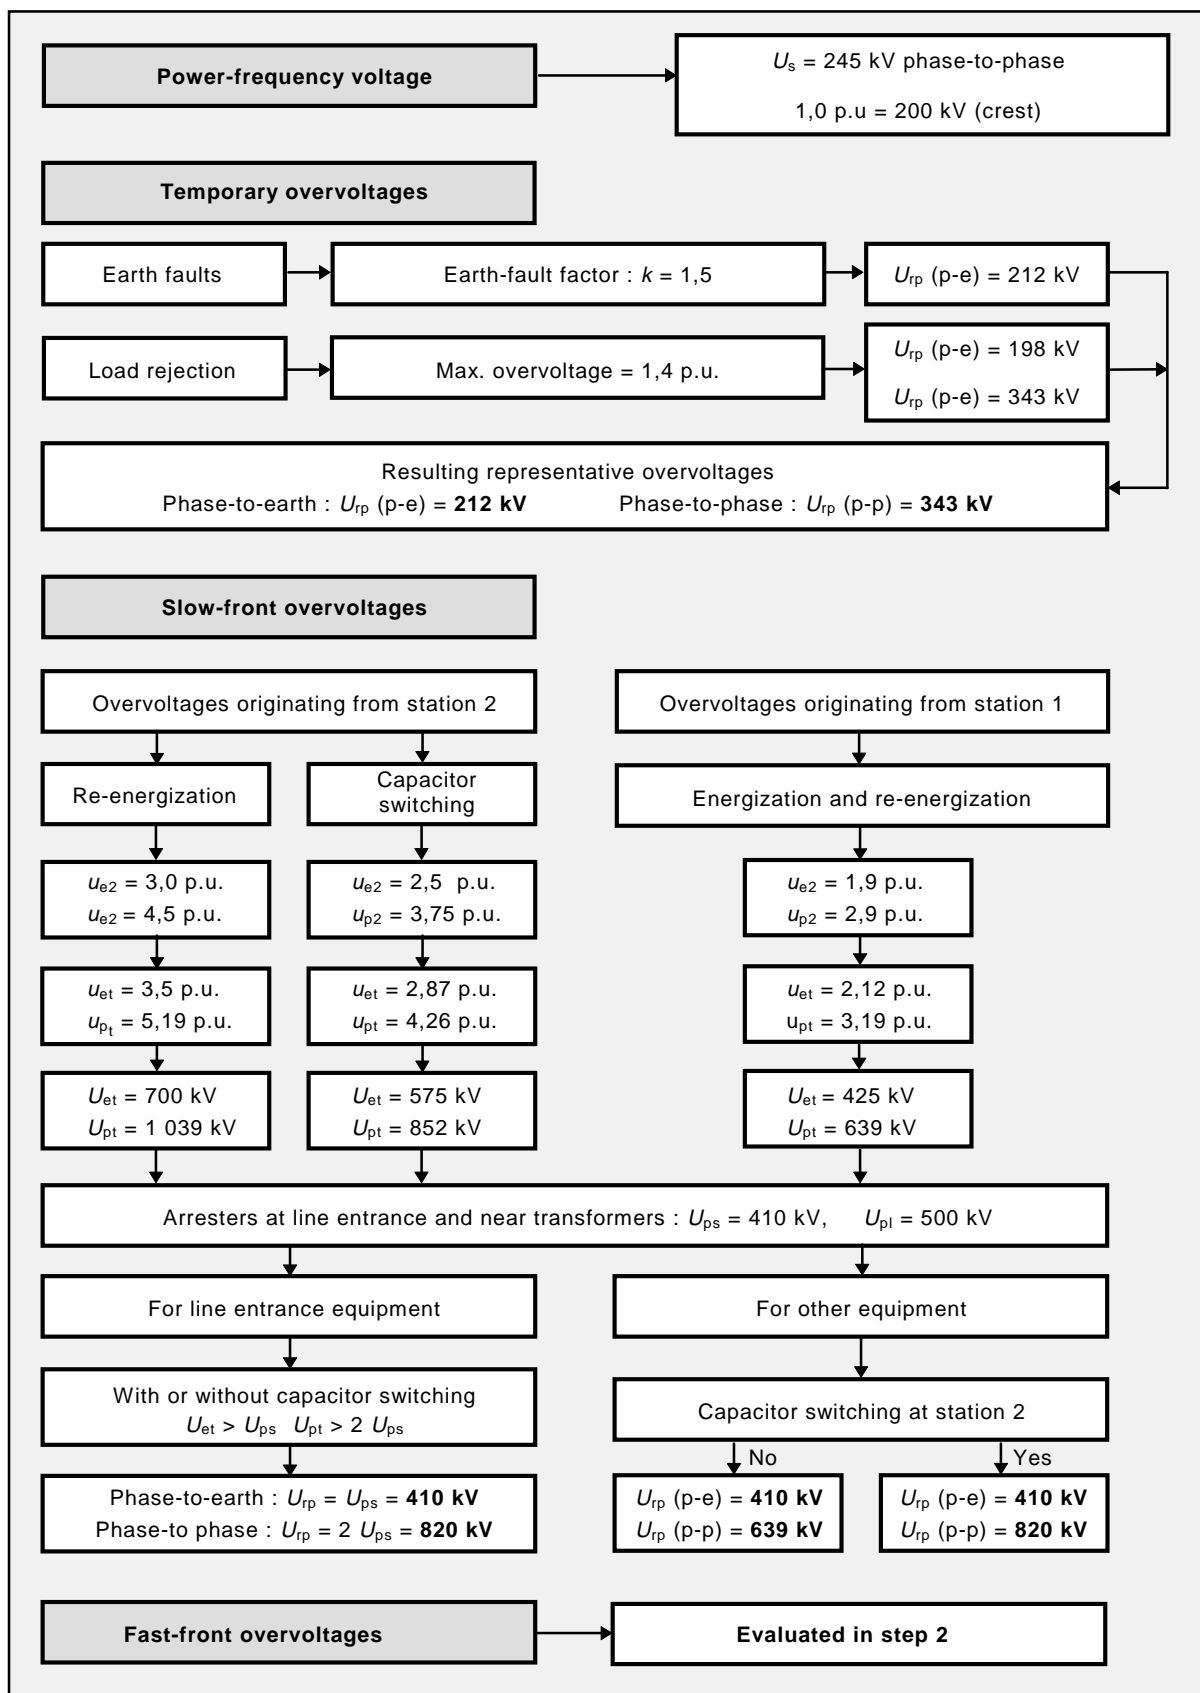 Power-frequency voltage
Us = 245 kV phase-to-phase
1,0 p.u = 200 kV (crest)
Temporary overvoltages
Earth faults
Earth-fault factor : k = 1,5
Urp (p-e) = 212 kV
Load rejection
Max. overvoltage = 1,4 p.u.
Urp (p-e) = 198 kV
Urp (p-e) = 343 kV
Resulting representative overvoltages
Phase-to-earth : Urp (p-e) = 212 kV Phase-to-phase : Urp (p-p) = 343 kV
Slow-front overvoltages
Overvoltages originating from station 2
Overvoltages originating from station 1
Re-energization
Capacitor
switching
Energization and re-energization
ue2 = 3,0 p.u.
ue2 = 4,5 p.u.
ue2 = 2,5 p.u.
up2 = 3,75 p.u.
ue2 = 1,9 p.u.
up2 = 2,9 p.u.
uet = 3,5 p.u.
upt = 5,19 p.u.
uet = 2,87 p.u.
upt = 4,26 p.u.
uet = 2,12 p.u.
upt = 3,19 p.u.
Uet = 700 kV
Upt = 1 039 kV
Uet = 575 kV
Upt = 852 kV
Uet = 425 kV
Upt = 639 kV
Arresters at line entrance and near transformers : Ups = 410 kV, Upl = 500 kV
For line entrance equipment
For other equipment
With or without capacitor switching
Uet > Ups Upt > 2 Ups
Capacitor switching at station 2
No
Yes
Phase-to-earth : Urp = Ups = 410 kV
Phase-to phase : Urp = 2 Ups = 820 kV
Urp (p-e) = 410 kV
Urp (p-p) = 639 kV
Urp (p-e) = 410 kV
Urp (p-p) = 820 kV
Fast-front overvoltages
Evaluated in step 2